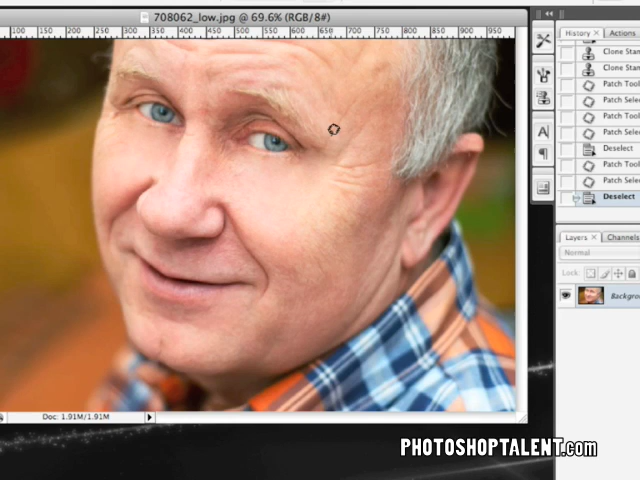 708062_low.jpg @ 69.6% (RGB/8#)
100 150 200 250 300 350 400 450 500 550 600 650 700 750 800 850 900 950
History × Actions
Clone Stam
Clone Stam
Patch Tool
Patch Selec
Patch Tool
Patch Selec
Deselect
Patch Tool
Patch Selec
Deselect
Layers × Channels
Normal
Lock:
Backgro
Doc: 1.91M/1.91M
PHOTOSHOPTALENT.com